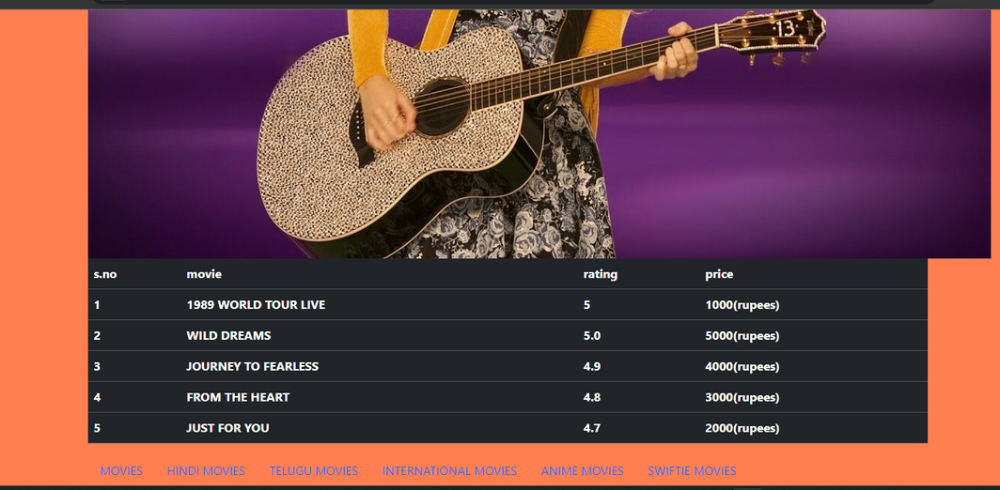 13
s.no movie rating price
1 1989 WORLD TOUR LIVE 5 1000(rupees)
2 WILD DREAMS 5.0 5000(rupees)
3 JOURNEY TO FEARLESS 4.9 4000(rupees)
4 FROM THE HEART 4.8 3000(rupees)
5 JUST FOR YOU 4.7 2000(rupees)
MOVIES HINDI MOVIES TELUGU MOVIES INTERNATIONAL MOVIES ANIME MOVIES SWIFTIE MOVIES